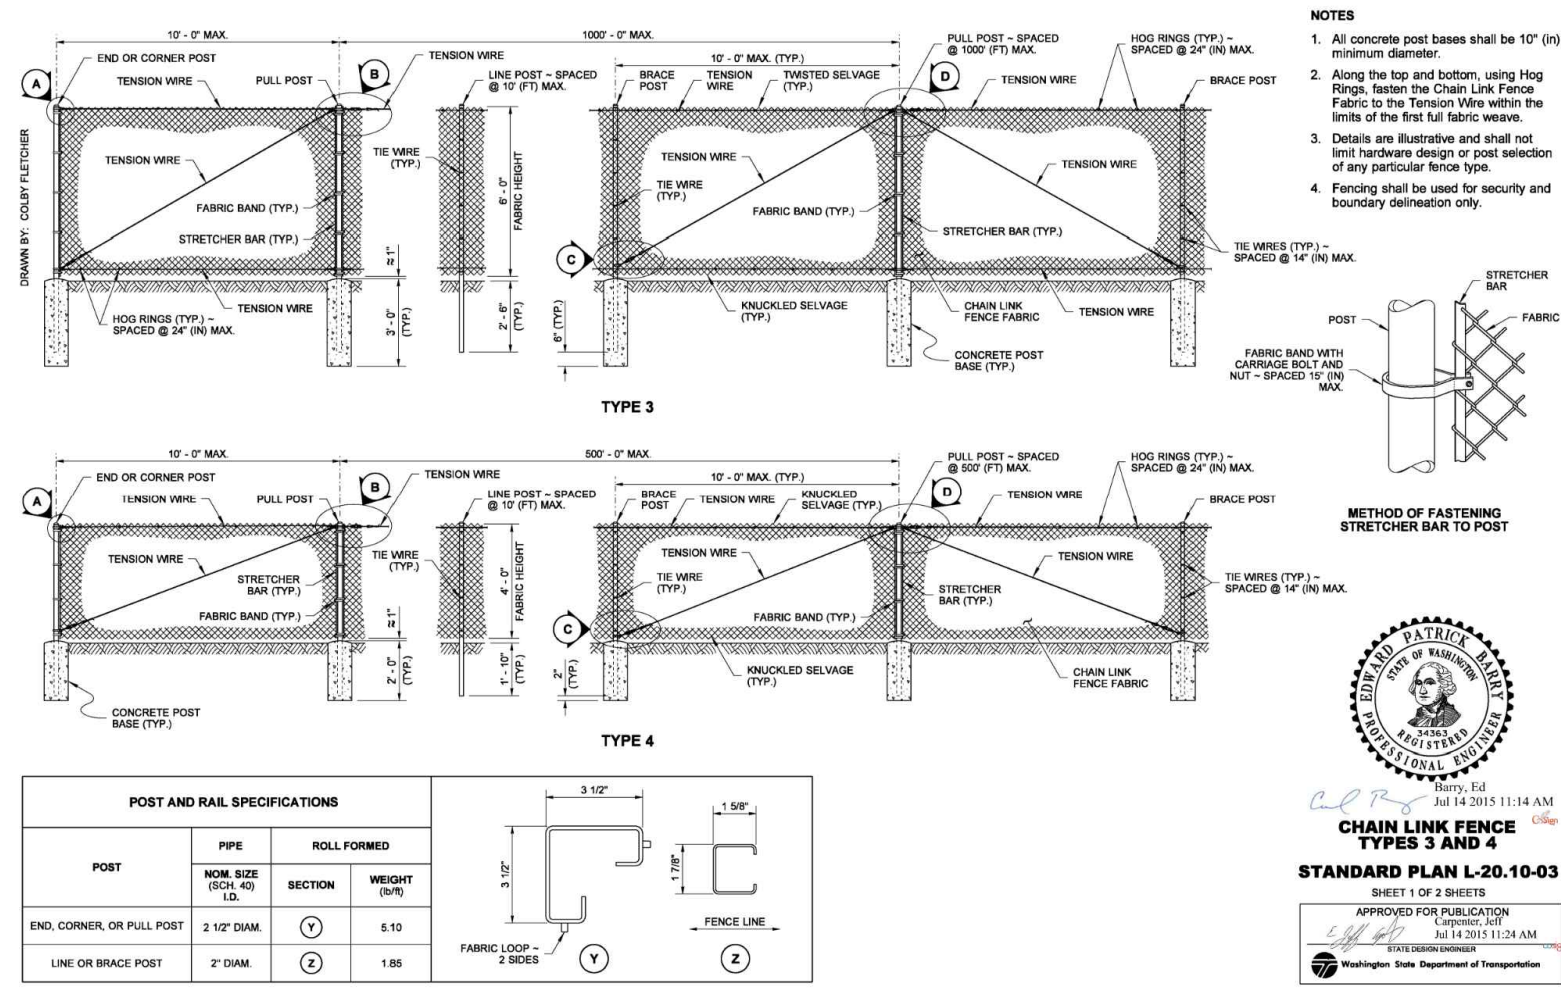 DRAWN BY: COLBY FLETCHER
10' - 0" MAX.
1000' - 0" MAX.
END OR CORNER POST
TENSION WIRE
PULL POST
A
B
TENSION WIRE
LINE POST ~ SPACED
@ 10' (FT) MAX.
10' - 0" MAX. (TYP.)
BRACE
POST
TENSION
WIRE
TWISTED SELVAGE
(TYP.)
PULL POST ~ SPACED
@ 1000' (FT) MAX.
D
TENSION WIRE
HOG RINGS (TYP.) ~
SPACED @ 24" (IN) MAX.
BRACE POST
TENSION WIRE
FABRIC BAND (TYP.)
STRETCHER BAR (TYP.)
TIE WIRE
(TYP.)
6' - 0"
FABRIC HEIGHT
TENSION WIRE
TIE WIRE
(TYP.)
FABRIC BAND (TYP.)
TENSION WIRE
STRETCHER BAR (TYP.)
TIE WIRES (TYP.) ~
SPACED @ 14" (IN) MAX.
C
≈ 1"
HOG RINGS (TYP.) ~
SPACED @ 24" (IN) MAX.
TENSION WIRE
3' - 0"
(TYP.)
2' - 6"
(TYP.)
6" (TYP.)
KNUCKLED SELVAGE
(TYP.)
CHAIN LINK
FENCE FABRIC
TENSION WIRE
CONCRETE POST
BASE (TYP.)
TYPE 3
10' - 0" MAX.
500' - 0" MAX.
END OR CORNER POST
TENSION WIRE
PULL POST
A
B
TENSION WIRE
LINE POST ~ SPACED
@ 10' (FT) MAX.
10' - 0" MAX. (TYP.)
BRACE
POST
TENSION WIRE
KNUCKLED
SELVAGE (TYP.)
PULL POST ~ SPACED
@ 500' (FT) MAX.
D
TENSION WIRE
HOG RINGS (TYP.) ~
SPACED @ 24" (IN) MAX.
BRACE POST
TENSION WIRE
STRETCHER
BAR (TYP.)
FABRIC BAND (TYP.)
TIE WIRE
(TYP.)
4' - 0"
FABRIC HEIGHT
TENSION WIRE
TIE WIRE
(TYP.)
FABRIC BAND (TYP.)
TENSION WIRE
STRETCHER
BAR (TYP.)
TIE WIRES (TYP.) ~
SPACED @ 14" (IN) MAX.
C
≈ 1"
2' - 0"
(TYP.)
1' - 10"
(TYP.)
2"
(TYP.)
KNUCKLED SELVAGE
(TYP.)
CHAIN LINK
FENCE FABRIC
CONCRETE POST
BASE (TYP.)
TYPE 4
POST AND RAIL SPECIFICATIONS
POST
PIPE
ROLL FORMED
NOM. SIZE
(SCH. 40)
I.D.
SECTION
WEIGHT
(lb/ft)
END, CORNER, OR PULL POST
2 1/2" DIAM.
Y
5.10
LINE OR BRACE POST
2" DIAM.
Z
1.85
3 1/2"
3 1/2"
FABRIC LOOP ~
2 SIDES
Y
1 5/8"
1 7/8"
FENCE LINE
Z
NOTES
1. All concrete post bases shall be 10" (in)
minimum diameter.
2. Along the top and bottom, using Hog
Rings, fasten the Chain Link Fence
Fabric to the Tension Wire within the
limits of the first full fabric weave.
3. Details are illustrative and shall not
limit hardware design or post selection
of any particular fence type.
4. Fencing shall be used for security and
boundary delineation only.
STRETCHER
BAR
POST
FABRIC
FABRIC BAND WITH
CARRIAGE BOLT AND
NUT ~ SPACED 15" (IN)
MAX.
METHOD OF FASTENING
STRETCHER BAR TO POST
EDWARD PATRICK BARRY
STATE OF WASHINGTON
34363
REGISTERED
PROFESSIONAL ENGINEER
Barry, Ed
Jul 14 2015 11:14 AM
CHAIN LINK FENCE
TYPES 3 AND 4
STANDARD PLAN L-20.10-03
SHEET 1 OF 2 SHEETS
APPROVED FOR PUBLICATION
Carpenter, Jeff
Jul 14 2015 11:24 AM
STATE DESIGN ENGINEER
Washington State Department of Transportation